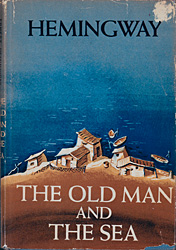 HEMINGWAY
THE OLD MAN
AND
THE SEA